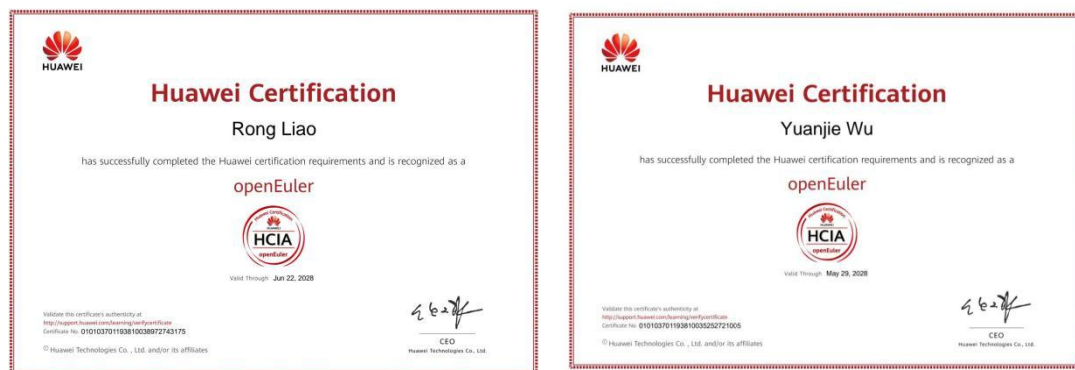 HUAWEI
Huawei Certification
Rong Liao
has successfully completed the Huawei certification requirements and is recognized as a
openEuler
Huawei Certification
HUAWEI
HCIA
openEuler
Valid Through Jun 22, 2028
Validate this certificate's authenticity at
http://support.huawei.com/learning/verifycertificate
Certificate No. 010103701193810038972743175
© Huawei Technologies Co. , Ltd. and/or its affiliates
CEO
Huawei Technologies Co., Ltd.
HUAWEI
Huawei Certification
Yuanjie Wu
has successfully completed the Huawei certification requirements and is recognized as a
openEuler
Huawei Certification
HUAWEI
HCIA
openEuler
Valid Through May 29, 2028
Validate this certificate's authenticity at
http://support.huawei.com/learning/verifycertificate
Certificate No. 010103701193810035252721005
© Huawei Technologies Co. , Ltd. and/or its affiliates
CEO
Huawei Technologies Co., Ltd.